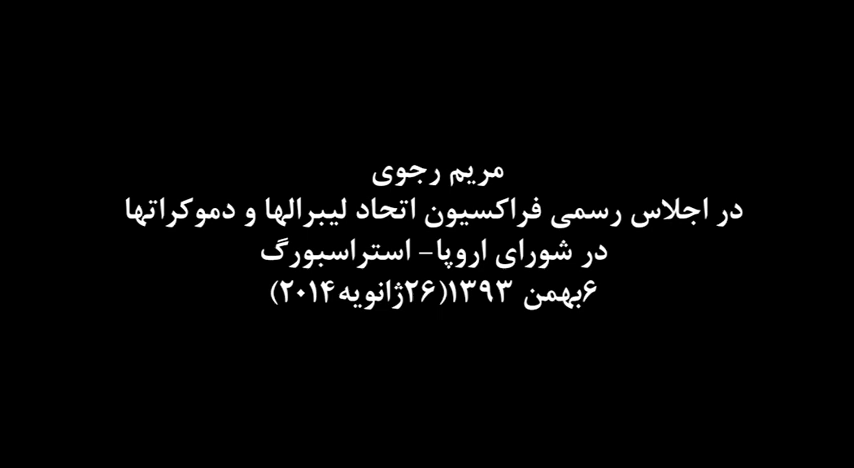 مریم رجوی
در اجلاس رسمی فراکسیون اتحاد لیبرالها و دموکراتها
در شورای اروپا- استراسبورگ
۶بهمن ۱۳۹۳(۲۶ژانویه۲۰۱۴)